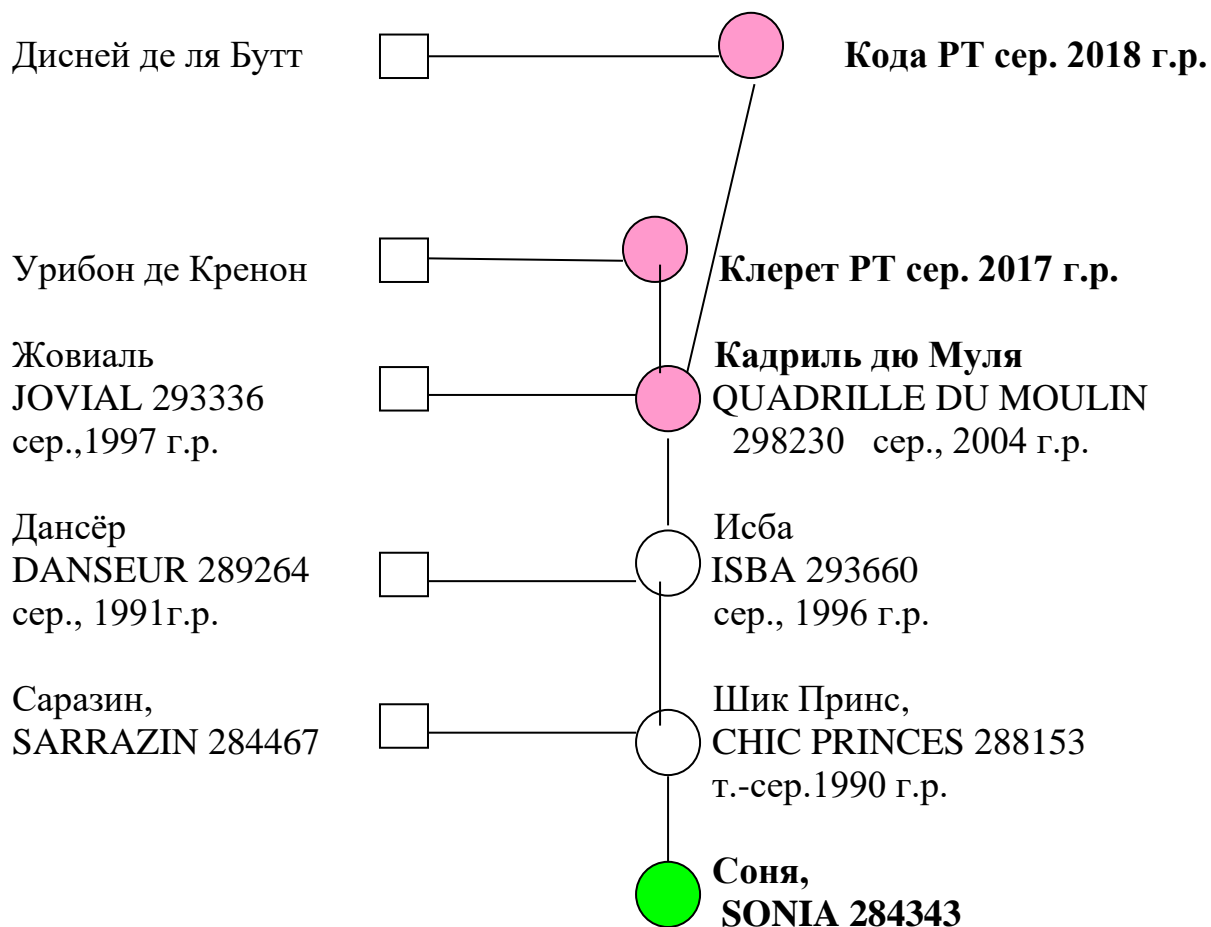 Дисней де ля Бутт
Кода РТ сер. 2018 г.р.
Урибон де Кренон
Клерет РТ сер. 2017 г.р.
Жовиаль
JOVIAL 293336
сер.,1997 г.р.
Кадриль дю Муля
QUADRILLE DU MOULIN
298230 сер., 2004 г.р.
Дансёр
DANSEUR 289264
сер., 1991г.р.
Исба
ISBA 293660
сер., 1996 г.р.
Саразин,
SARRAZIN 284467
Шик Принс,
CHIC PRINCES 288153
т.-сер.1990 г.р.
Соня,
SONIA 284343